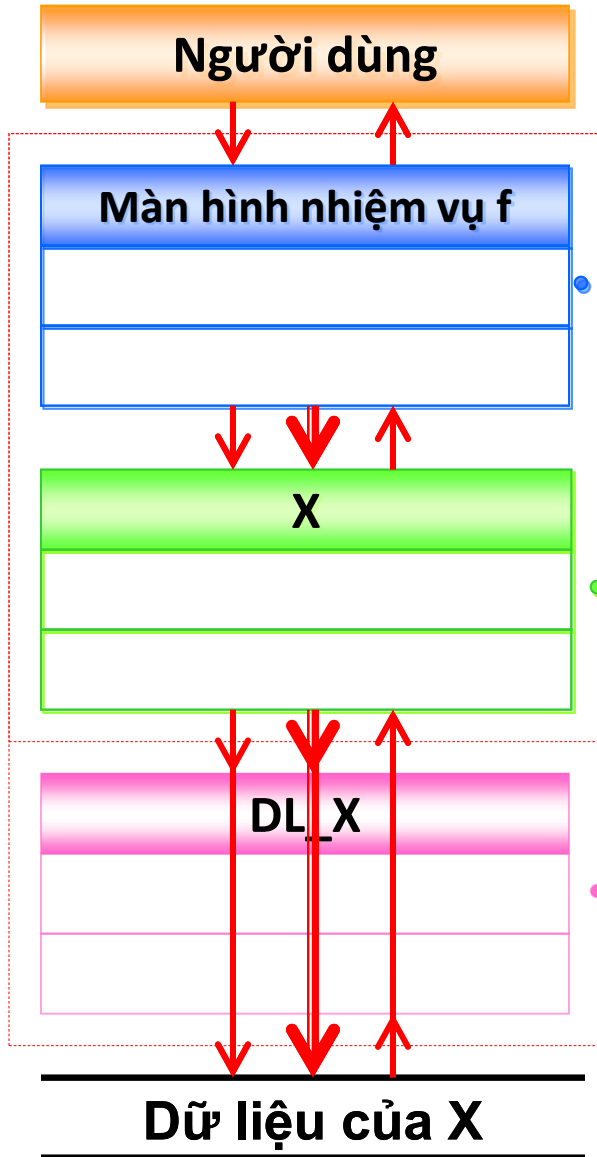 Người dùng
Màn hình nhiệm vụ f
X
DL_X
Dữ liệu của X